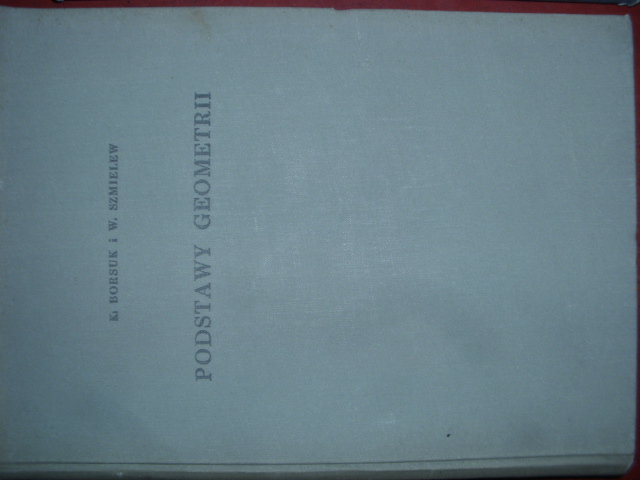 K. BORSUK i W. SZMIELEW
PODSTAWY GEOMETRII